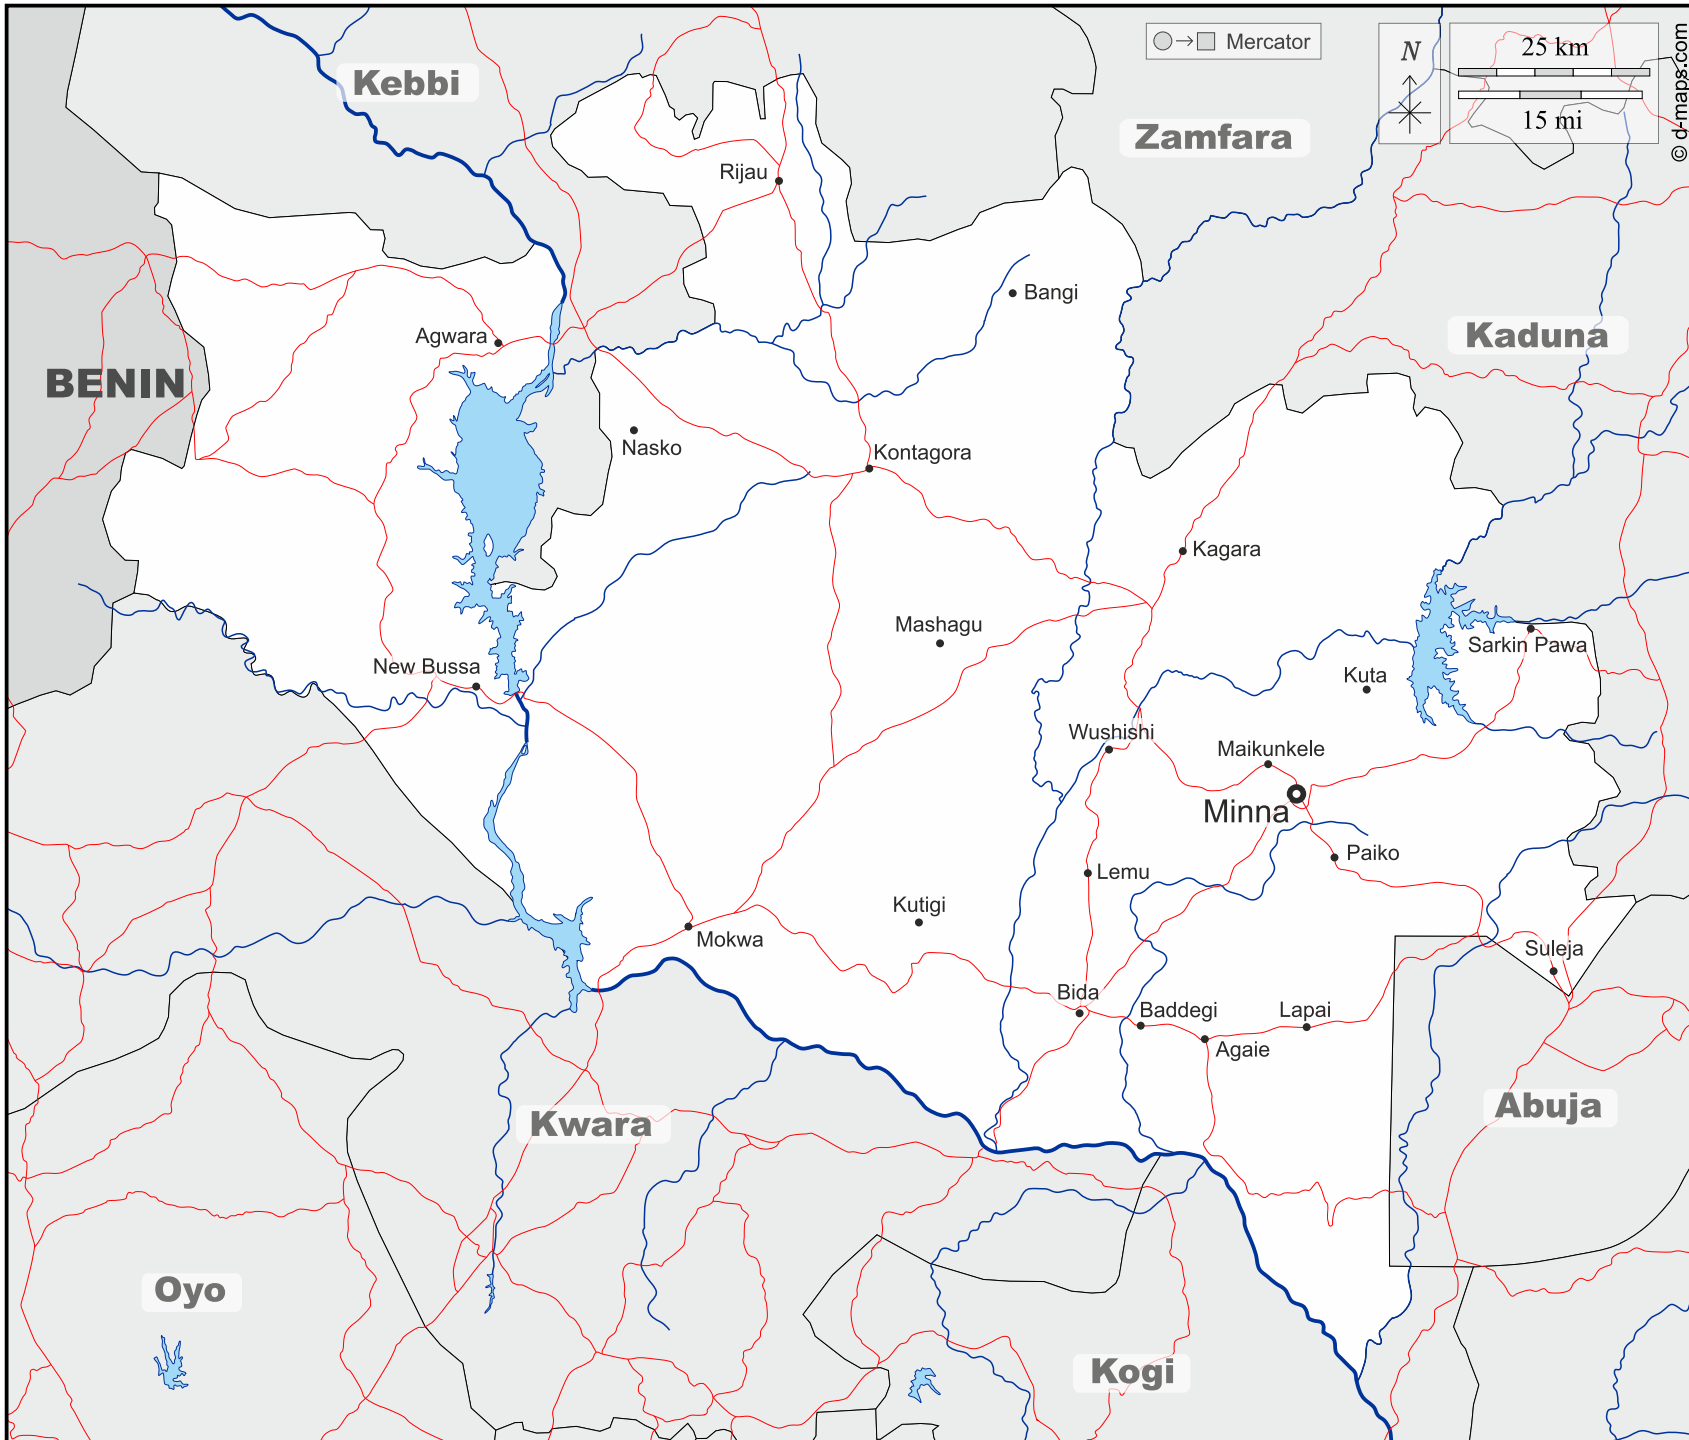 Mercator
N
25 km
15 mi
© d-maps.com
Kebbi
Zamfara
Rijau
Bangi
Kaduna
Agwara
BENIN
Nasko
Kontagora
Kagara
Mashagu
Sarkin Pawa
New Bussa
Kuta
Wushishi
Maikunkele
Minna
Paiko
Lemu
Kutigi
Mokwa
Suleja
Bida
Baddegi
Lapai
Agaie
Abuja
Kwara
Oyo
Kogi